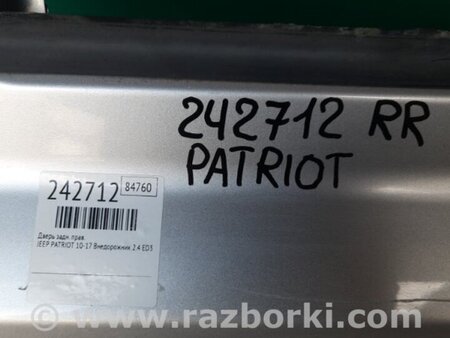 242712 RR
PATRIOT
242712 84760
Дверь задн. прав.
JEEP PATRIOT 10-17 Внедорожник 2.4 ED3
www.razborki.com